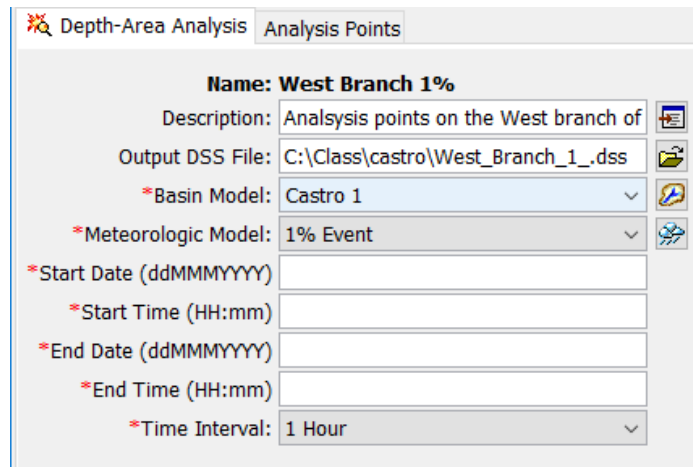 Depth-Area Analysis Analysis Points
Name: West Branch 1%
Description: Analsysis points on the West branch of
Output DSS File: C:\Class\castro\West_Branch_1_.dss
*Basin Model: Castro 1
*Meteorologic Model: 1% Event
*Start Date (ddMMMYYYY)
*Start Time (HH:mm)
*End Date (ddMMMYYYY)
*End Time (HH:mm)
*Time Interval: 1 Hour